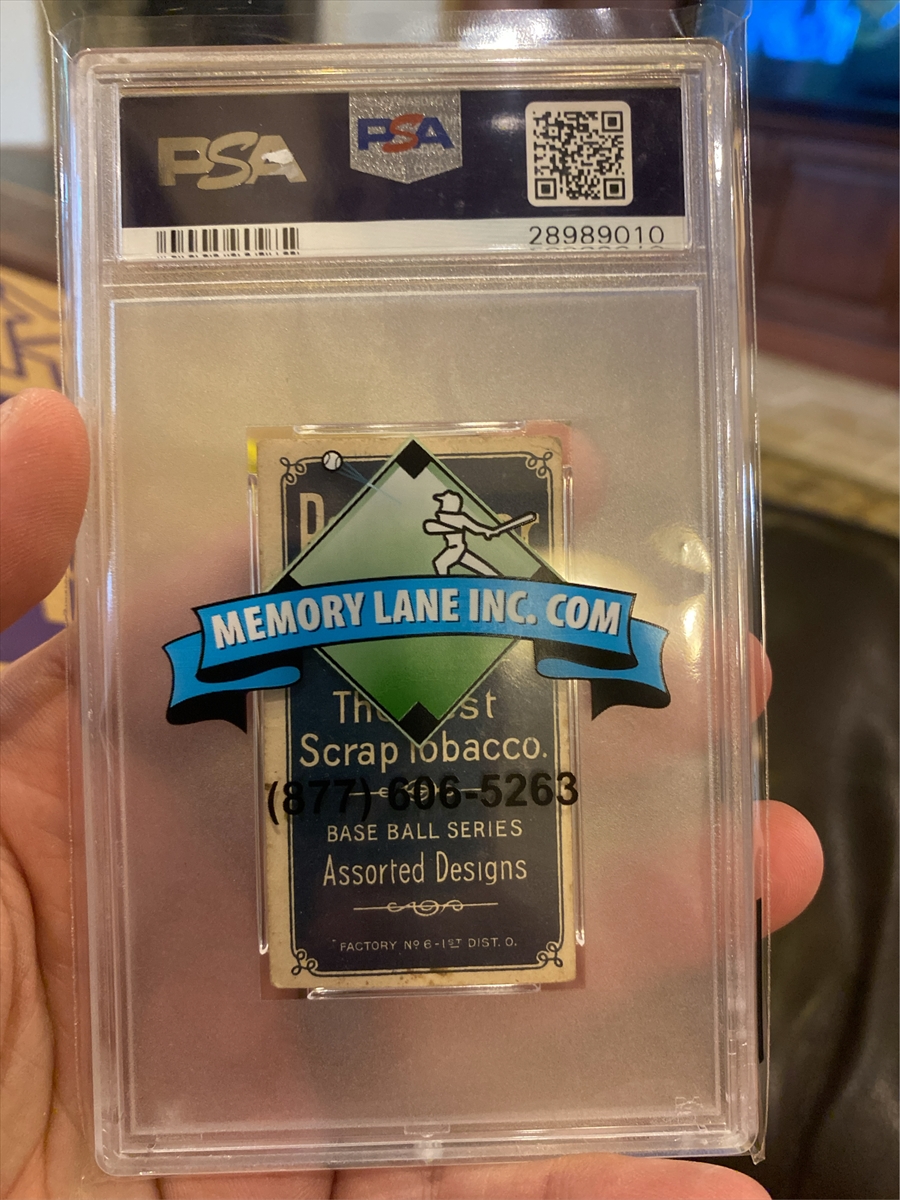 PSA
PSA
28989010
MEMORY LANE INC. COM
Scrap Tobacco.
(877) 606-5263
BASE BALL SERIES
Assorted Designs
FACTORY Nº 6 - 1ST DIST. O.